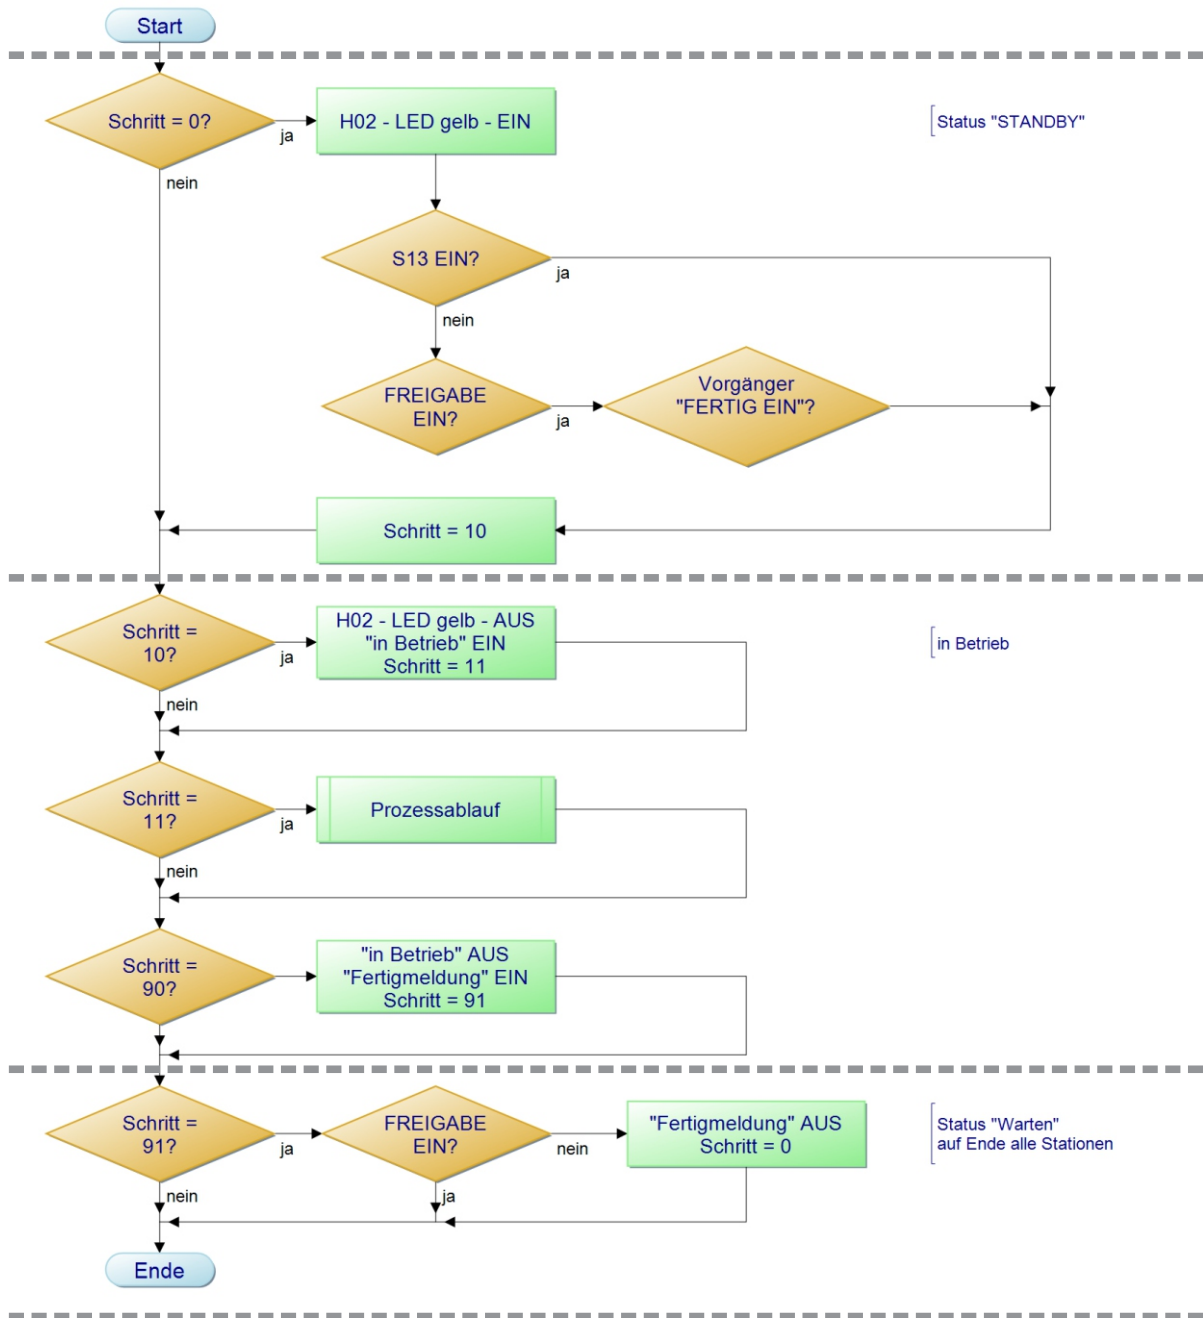 Start
Schritt = 0?
ja
H02 - LED gelb - EIN
Status "STANDBY"
nein
S13 EIN?
ja
nein
FREIGABE
EIN?
ja
Vorgänger
"FERTIG EIN"?
Schritt = 10
Schritt =
10?
ja
H02 - LED gelb - AUS
"in Betrieb" EIN
Schritt = 11
in Betrieb
nein
Schritt =
11?
ja
Prozessablauf
nein
Schritt =
90?
"in Betrieb" AUS
"Fertigmeldung" EIN
Schritt = 91
Schritt =
91?
ja
FREIGABE
EIN?
nein
"Fertigmeldung" AUS
Schritt = 0
Status "Warten"
auf Ende alle Stationen
nein
ja
Ende